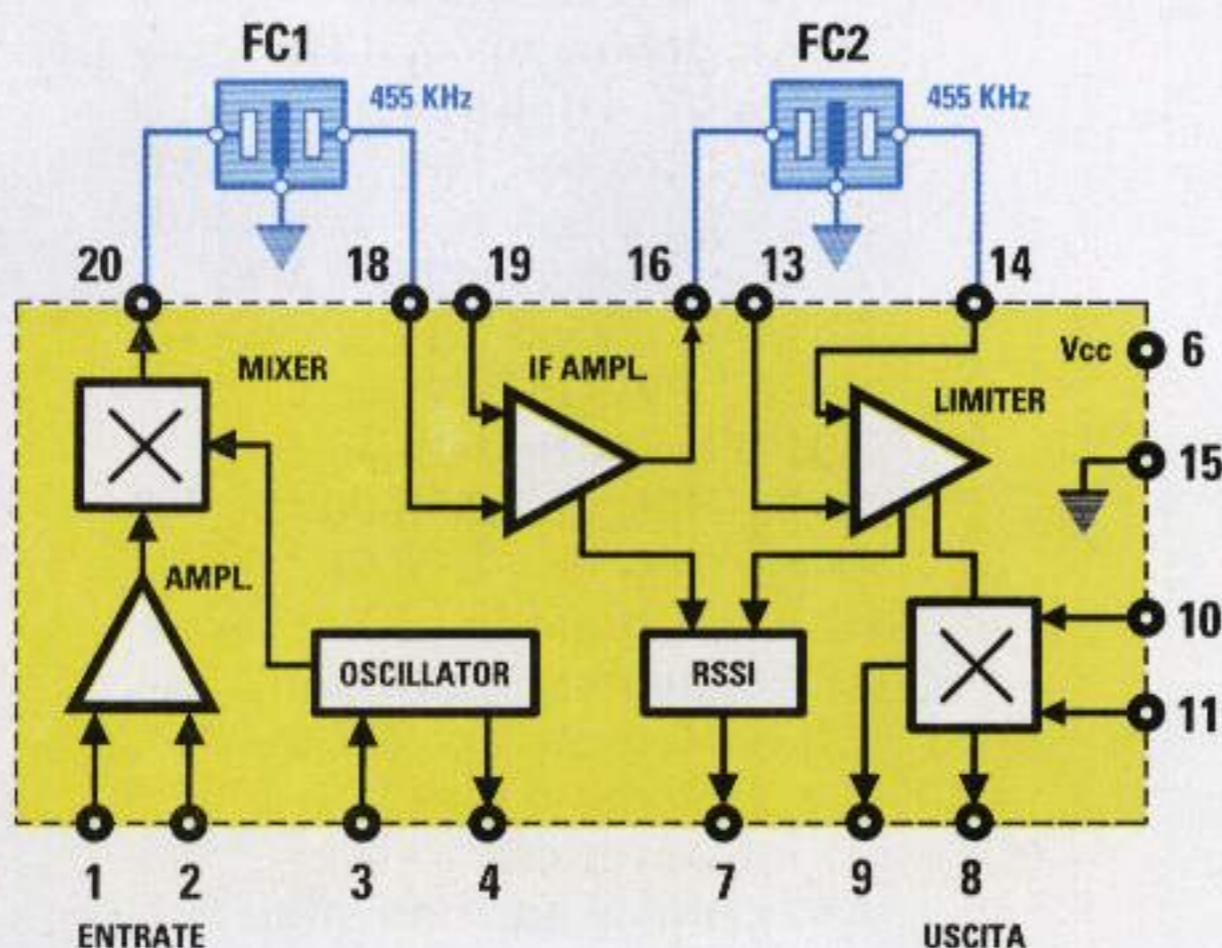 FC1
FC2
455 KHz
455 KHz
20
18
19
16
13
14
MIXER
IF AMPL.
LIMITER
Vcc
6
15
AMPL.
OSCILLATOR
RSSI
10
11
1
2
3
4
7
9
8
ENTRATE
USCITA